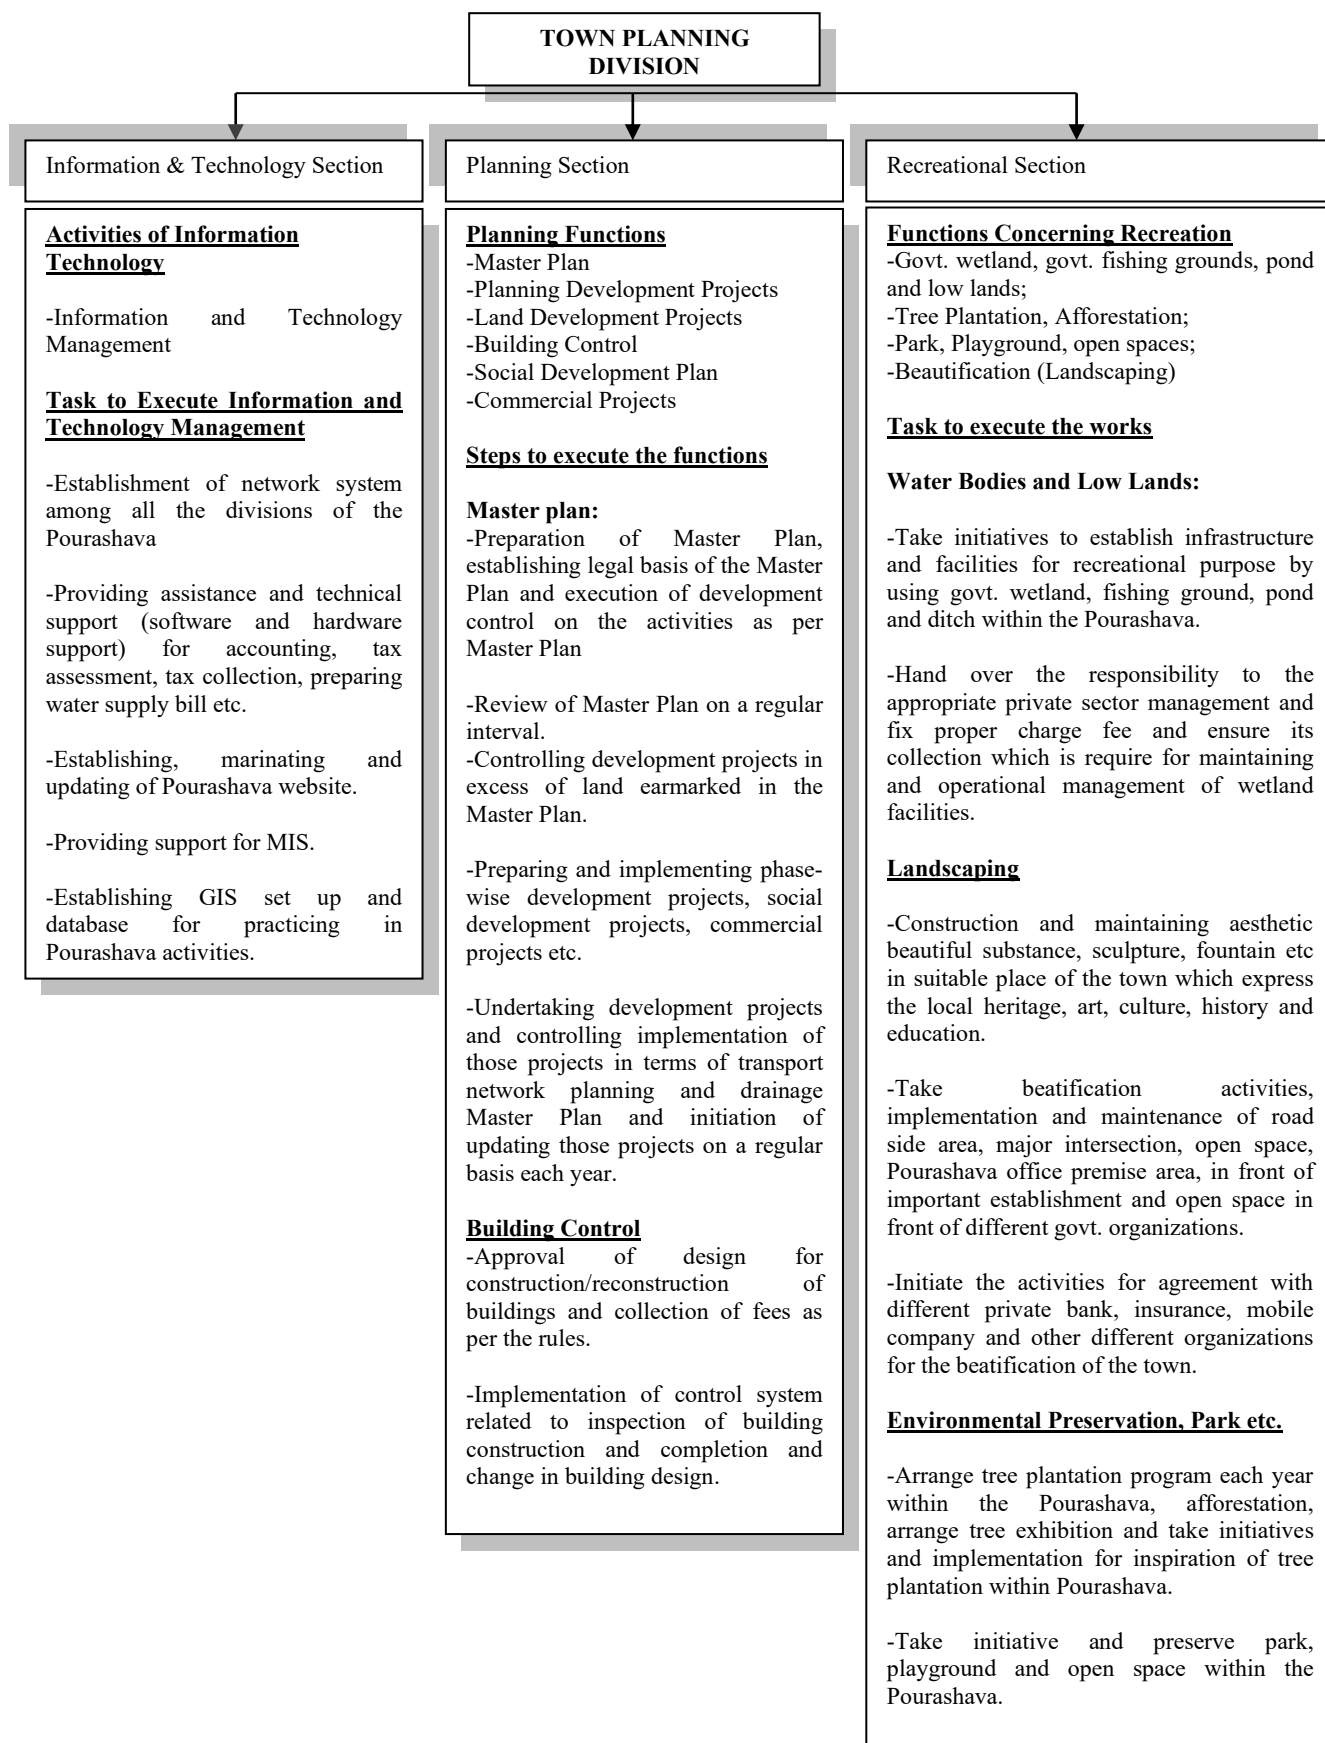 TOWN PLANNING
DIVISION
Information & Technology Section
Activities of Information
Technology
-Information and Technology
Management
Task to Execute Information and
Technology Management
-Establishment of network system
among all the divisions of the
Pourashava
-Providing assistance and technical
support (software and hardware
support) for accounting, tax
assessment, tax collection, preparing
water supply bill etc.
-Establishing, marinating and
updating of Pourashava website.
-Providing support for MIS.
-Establishing GIS set up and
database for practicing in
Pourashava activities.
Planning Section
Planning Functions
-Master Plan
-Planning Development Projects
-Land Development Projects
-Building Control
-Social Development Plan
-Commercial Projects
Steps to execute the functions
Master plan:
-Preparation of Master Plan,
establishing legal basis of the Master
Plan and execution of development
control on the activities as per
Master Plan
-Review of Master Plan on a regular
interval.
-Controlling development projects in
excess of land earmarked in the
Master Plan.
-Preparing and implementing phase-
wise development projects, social
development projects, commercial
projects etc.
-Undertaking development projects
and controlling implementation of
those projects in terms of transport
network planning and drainage
Master Plan and initiation of
updating those projects on a regular
basis each year.
Building Control
-Approval of design for
construction/reconstruction of
buildings and collection of fees as
per the rules.
-Implementation of control system
related to inspection of building
construction and completion and
change in building design.
Recreational Section
Functions Concerning Recreation
-Govt. wetland, govt. fishing grounds, pond
and low lands;
-Tree Plantation, Afforestation;
-Park, Playground, open spaces;
-Beautification (Landscaping)
Task to execute the works
Water Bodies and Low Lands:
-Take initiatives to establish infrastructure
and facilities for recreational purpose by
using govt. wetland, fishing ground, pond
and ditch within the Pourashava.
-Hand over the responsibility to the
appropriate private sector management and
fix proper charge fee and ensure its
collection which is require for maintaining
and operational management of wetland
facilities.
Landscaping
-Construction and maintaining aesthetic
beautiful substance, sculpture, fountain etc
in suitable place of the town which express
the local heritage, art, culture, history and
education.
-Take beatification activities,
implementation and maintenance of road
side area, major intersection, open space,
Pourashava office premise area, in front of
important establishment and open space in
front of different govt. organizations.
-Initiate the activities for agreement with
different private bank, insurance, mobile
company and other different organizations
for the beatification of the town.
Environmental Preservation, Park etc.
-Arrange tree plantation program each year
within the Pourashava, afforestation,
arrange tree exhibition and take initiatives
and implementation for inspiration of tree
plantation within Pourashava.
-Take initiative and preserve park,
playground and open space within the
Pourashava.